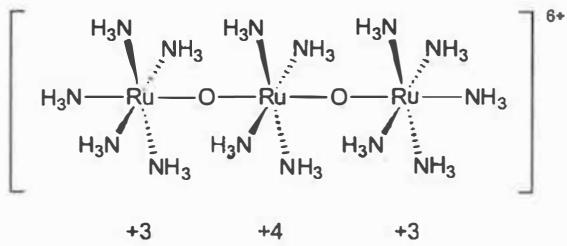 6+
H₃N H₃N H₃N
NH₃ NH₃ NH₃
H₃N Ru O Ru O Ru NH₃
H₃N H₃N H₃N
NH₃ NH₃ NH₃
+3 +4 +3